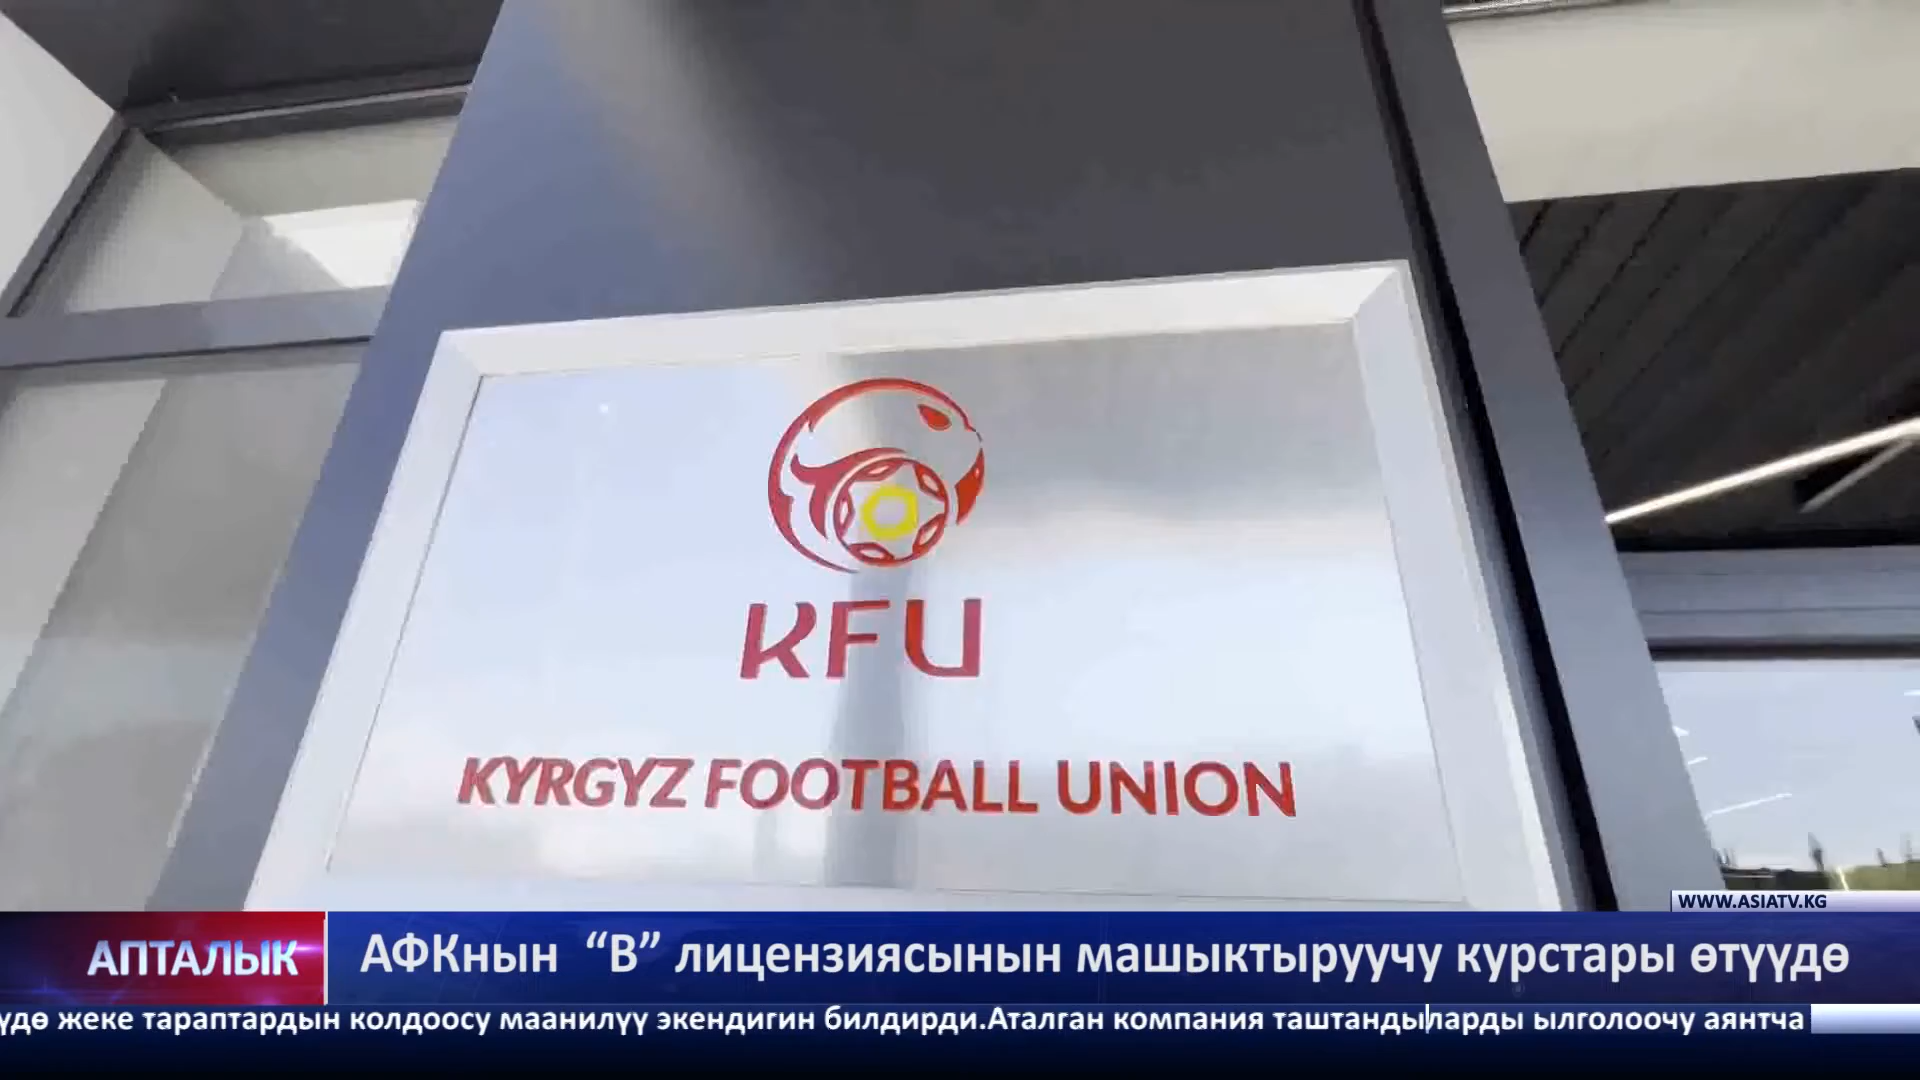 KFU
KYRGYZ FOOTBALL UNION
WWW.ASIATV.KG
АПТАЛЫК
АФКнын “В” лицензиясынын машыктыруучу курстары өтүүдө
үдө жеке тараптардын колдоосу маанилүү экендигин билдирди.Аталган компания таштандыларды ылголоочу аянтча